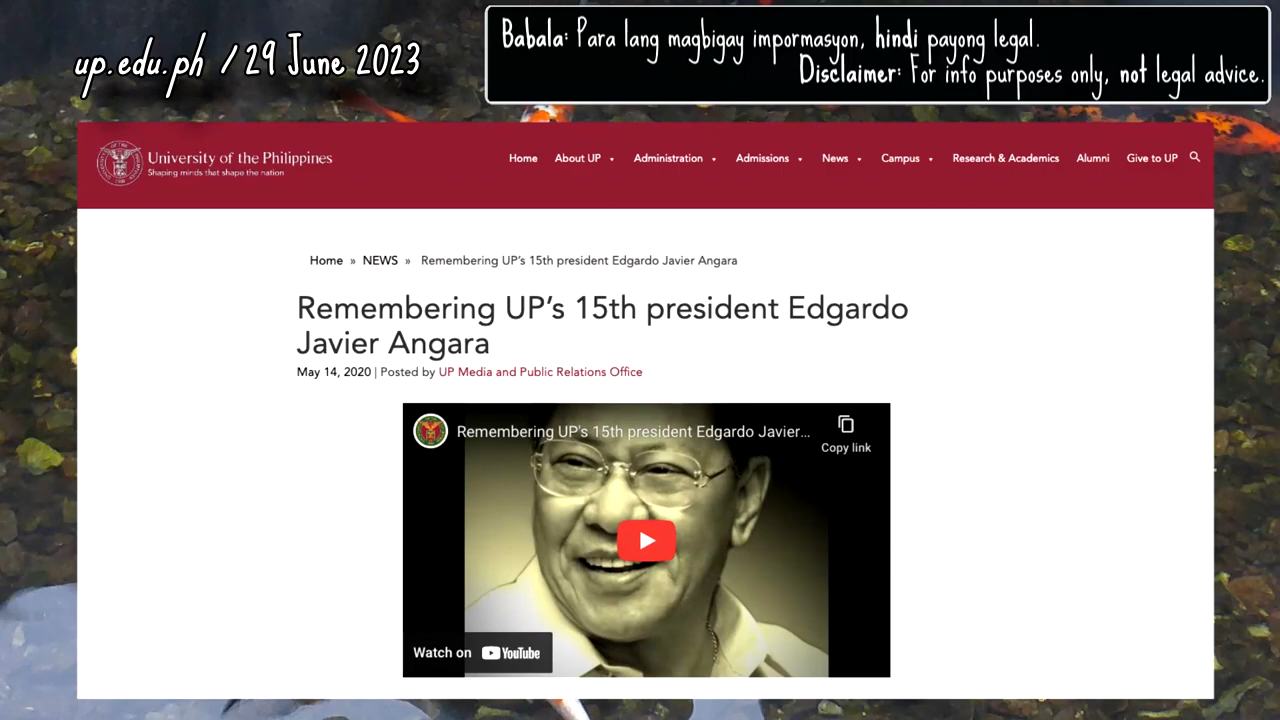 up.edu.ph / 29 June 2023
Babala: Para lang magbigay impormasyon, hindi payong legal.
Disclaimer: For info purposes only, not legal advice.
University of the Philippines
Shaping minds that shape the nation
Home About UP Administration Admissions News Campus Research & Academics Alumni Give to UP
Home » NEWS » Remembering UP's 15th president Edgardo Javier Angara
Remembering UP’s 15th president Edgardo
Javier Angara
May 14, 2020 | Posted by UP Media and Public Relations Office
Remembering UP's 15th president Edgardo Javier...
Copy link
Watch on YouTube